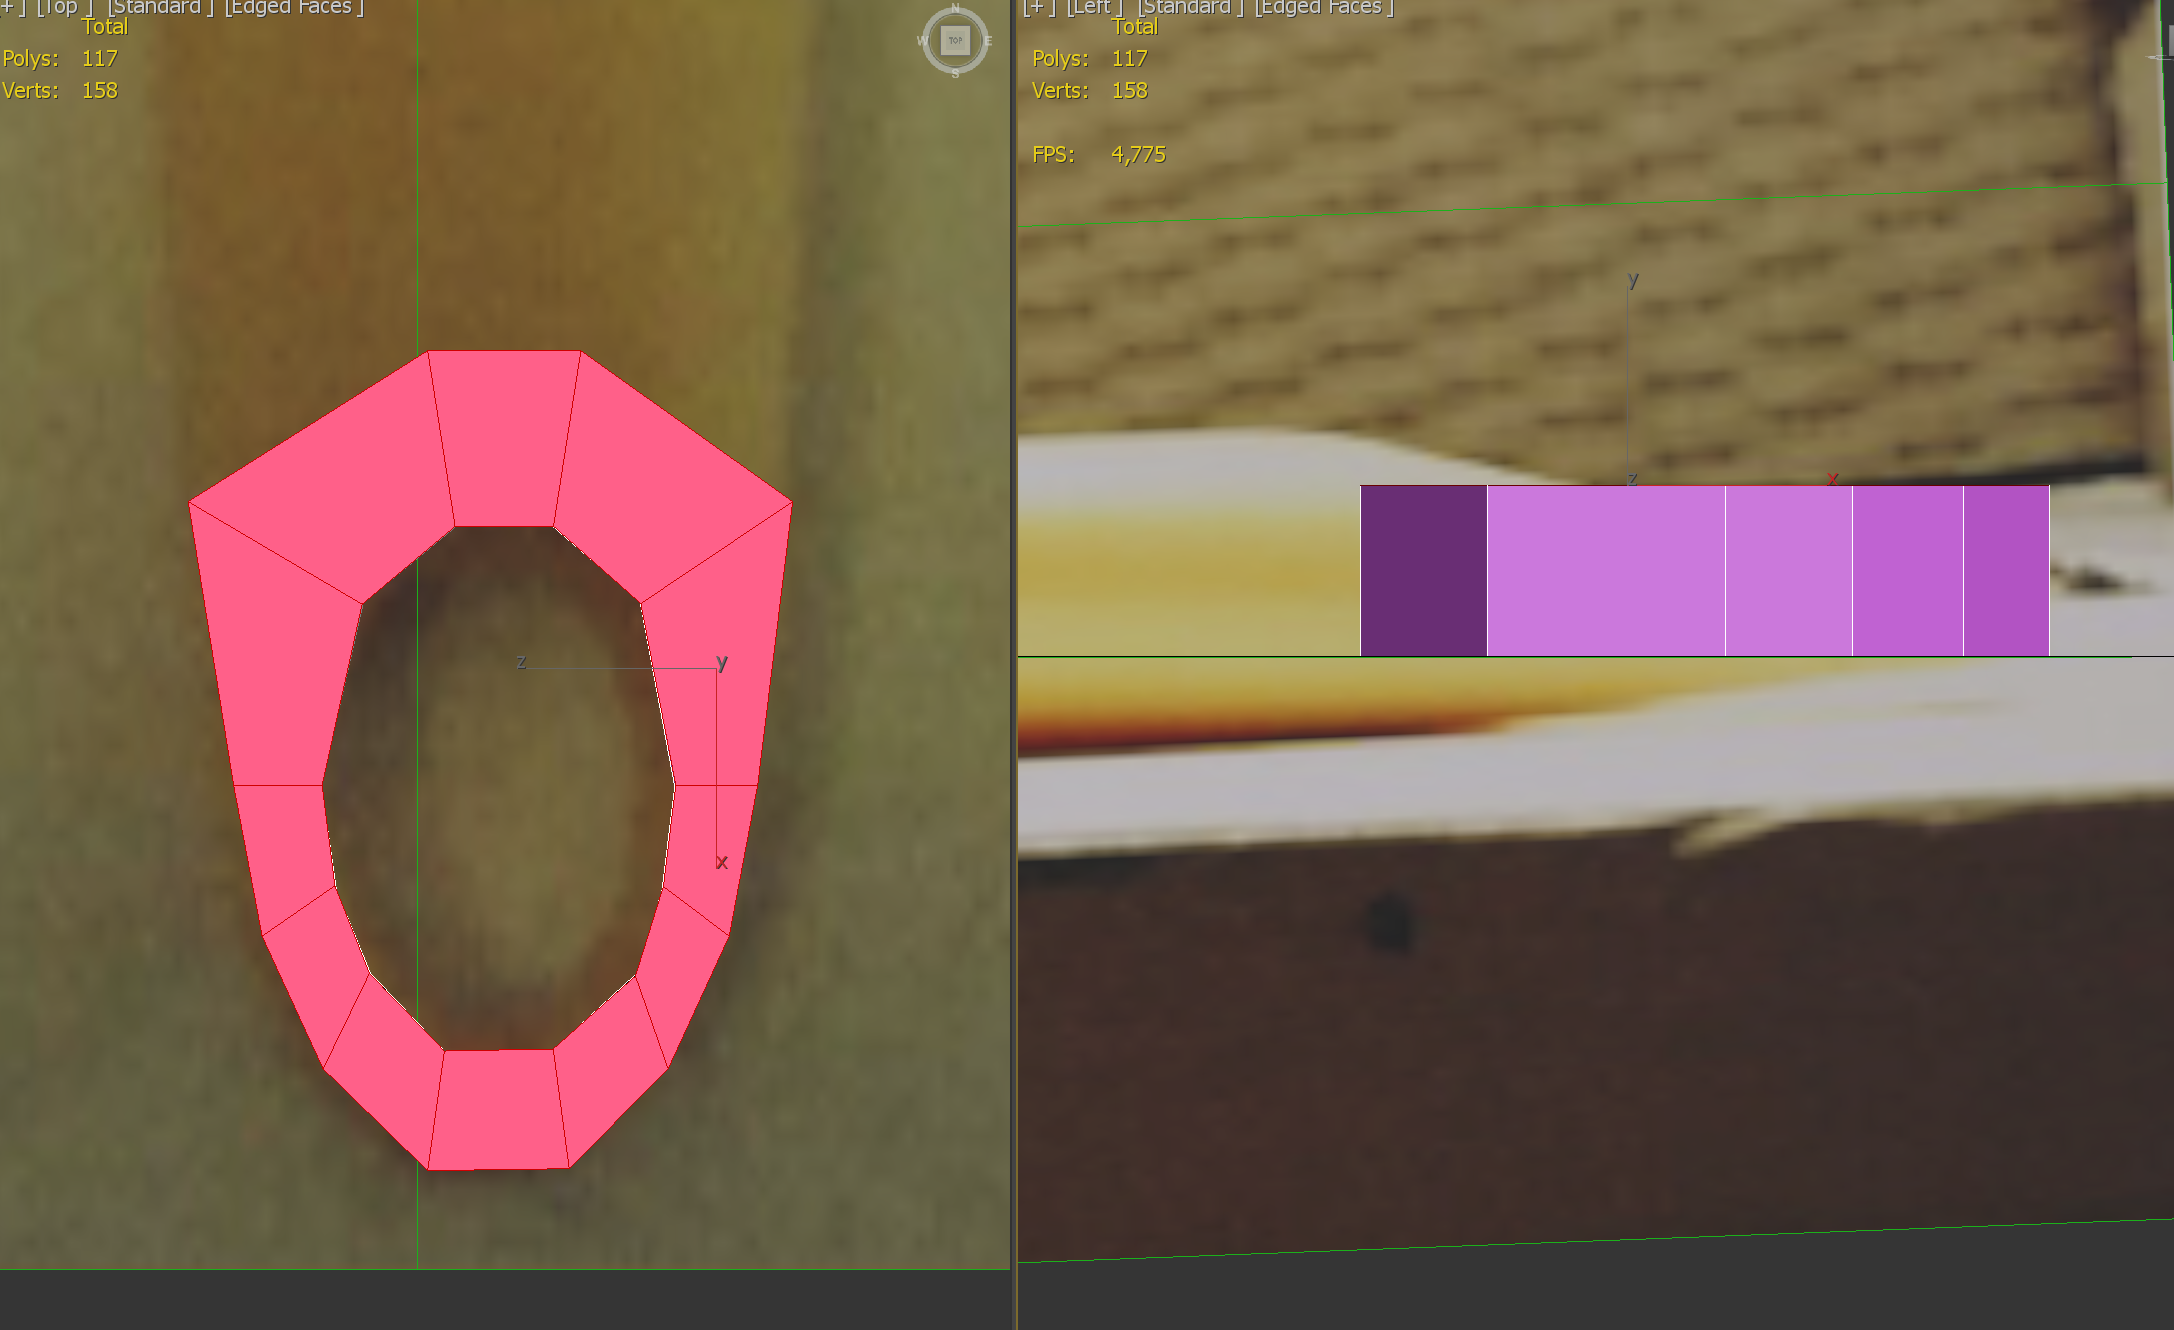 + ] [Top ] [Standard ] [Edged Faces ]
Total
Polys: 117
Verts: 158
N
W TOP E
S
z y
x
[+ ] [Left ] [Standard ] [Edged Faces ]
Total
Polys: 117
Verts: 158
FPS: 4,775
y
z x